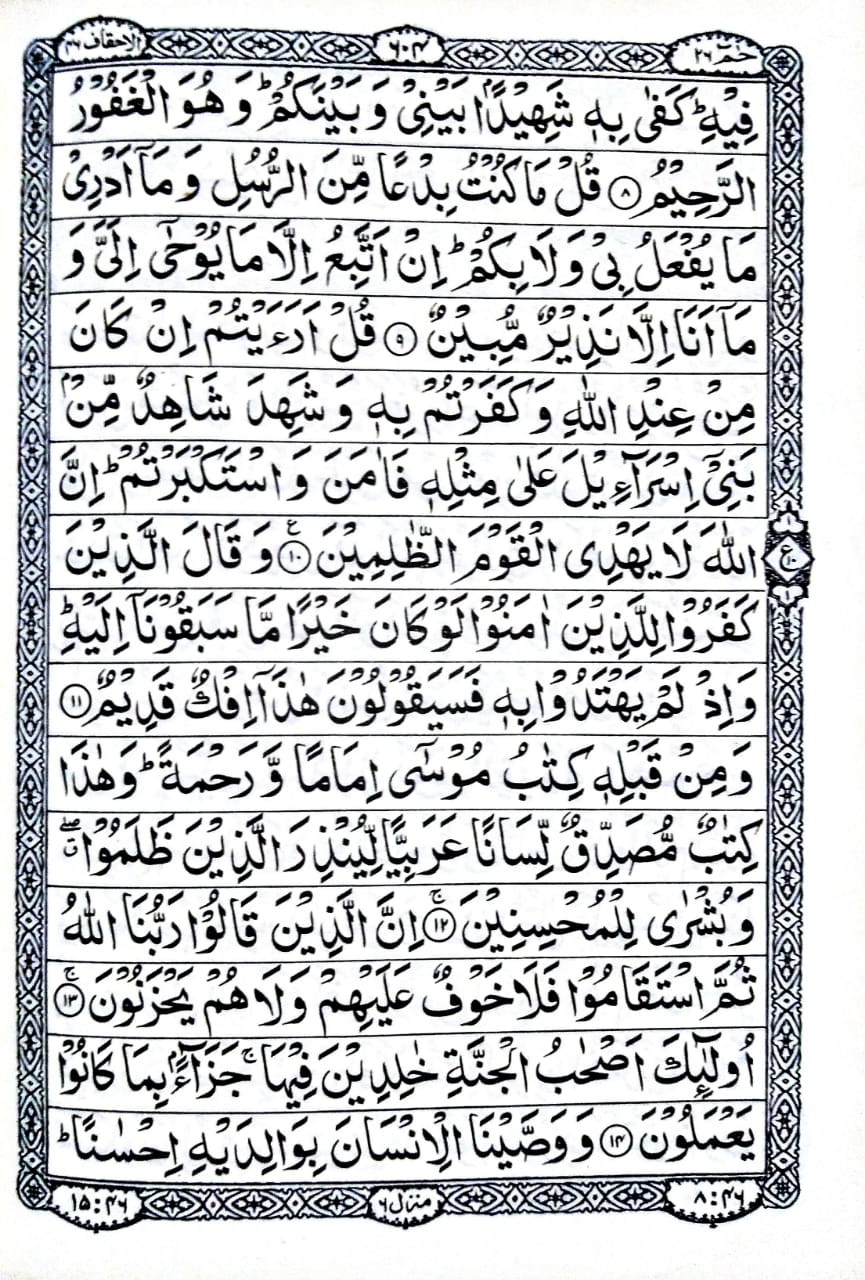 الاحقاف ٤٦
٦٠٤
حٰمٓ ٢٦
فِيْهِ ؕ كَفٰى بِهٖ شَهِيْدًۢا بَيْنِيْ وَ بَيْنَكُمْ ؕ وَ هُوَ الْغَفُوْرُ
الرَّحِيْمُ ۝٨ قُلْ مَا كُنْتُ بِدْعًا مِّنَ الرُّسُلِ وَ مَاۤ اَدْرِيْ
مَا يُفْعَلُ بِيْ وَ لَا بِكُمْ ؕ اِنْ اَتَّبِعُ اِلَّا مَا يُوْحٰۤى اِلَيَّ وَ
مَاۤ اَنَا اِلَّا نَذِيْرٌ مُّبِيْنٌ ۝٩ قُلْ اَرَءَيْتُمْ اِنْ كَانَ
مِنْ عِنْدِ اللّٰهِ وَ كَفَرْتُمْ بِهٖ وَ شَهِدَ شَاهِدٌ مِّنْۢ
بَنِيْۤ اِسْرَآءِيْلَ عَلٰى مِثْلِهٖ فَاٰمَنَ وَ اسْتَكْبَرْتُمْ ؕ اِنَّ
اللّٰهَ لَا يَهْدِى الْقَوْمَ الظّٰلِمِيْنَ ۝١٠ ع وَ قَالَ الَّذِيْنَ
كَفَرُوْا لِلَّذِيْنَ اٰمَنُوْا لَوْ كَانَ خَيْرًا مَّا سَبَقُوْنَاۤ اِلَيْهِ ؕ
وَ اِذْ لَمْ يَهْتَدُوْا بِهٖ فَسَيَقُوْلُوْنَ هٰذَاۤ اِفْكٌ قَدِيْمٌ ۝١١
وَ مِنْ قَبْلِهٖ كِتٰبُ مُوْسٰۤى اِمَامًا وَّ رَحْمَةً ؕ وَ هٰذَا
كِتٰبٌ مُّصَدِّقٌ لِّسَانًا عَرَبِيًّا لِّيُنْذِرَ الَّذِيْنَ ظَلَمُوْا ۖ
وَ بُشْرٰى لِلْمُحْسِنِيْنَ ۝١٢ ۚ اِنَّ الَّذِيْنَ قَالُوْا رَبُّنَا اللّٰهُ
ثُمَّ اسْتَقَامُوْا فَلَا خَوْفٌ عَلَيْهِمْ وَ لَا هُمْ يَحْزَنُوْنَ ۝١٣ ۚ
اُولٰٓئِكَ اَصْحٰبُ الْجَنَّةِ خٰلِدِيْنَ فِيْهَا ۚ جَزَآءًۢ بِمَا كَانُوْا
يَعْمَلُوْنَ ۝١٤ وَ وَصَّيْنَا الْاِنْسَانَ بِوَالِدَيْهِ اِحْسٰنًا ؕ
٨:٤٦
منزل ٦
١٥:٤٦